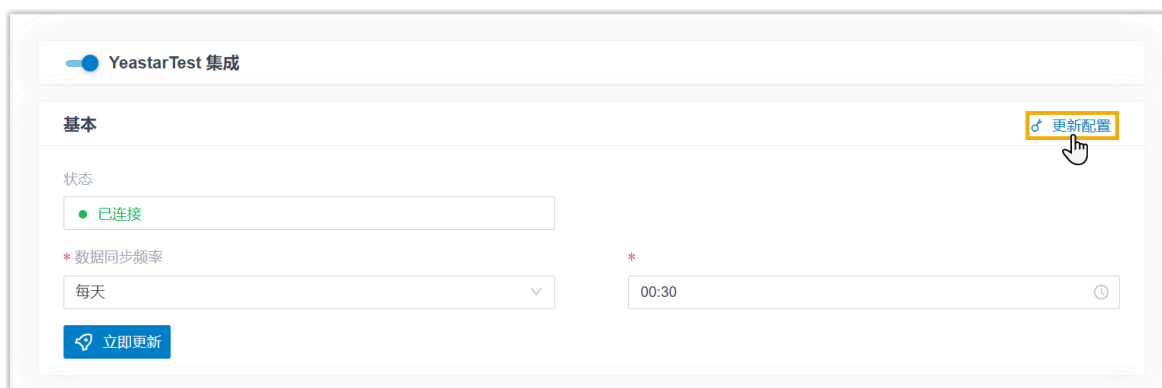 YeastarTest 集成
基本
更新配置
状态
已连接
* 数据同步频率
*
每天
00:30
立即更新